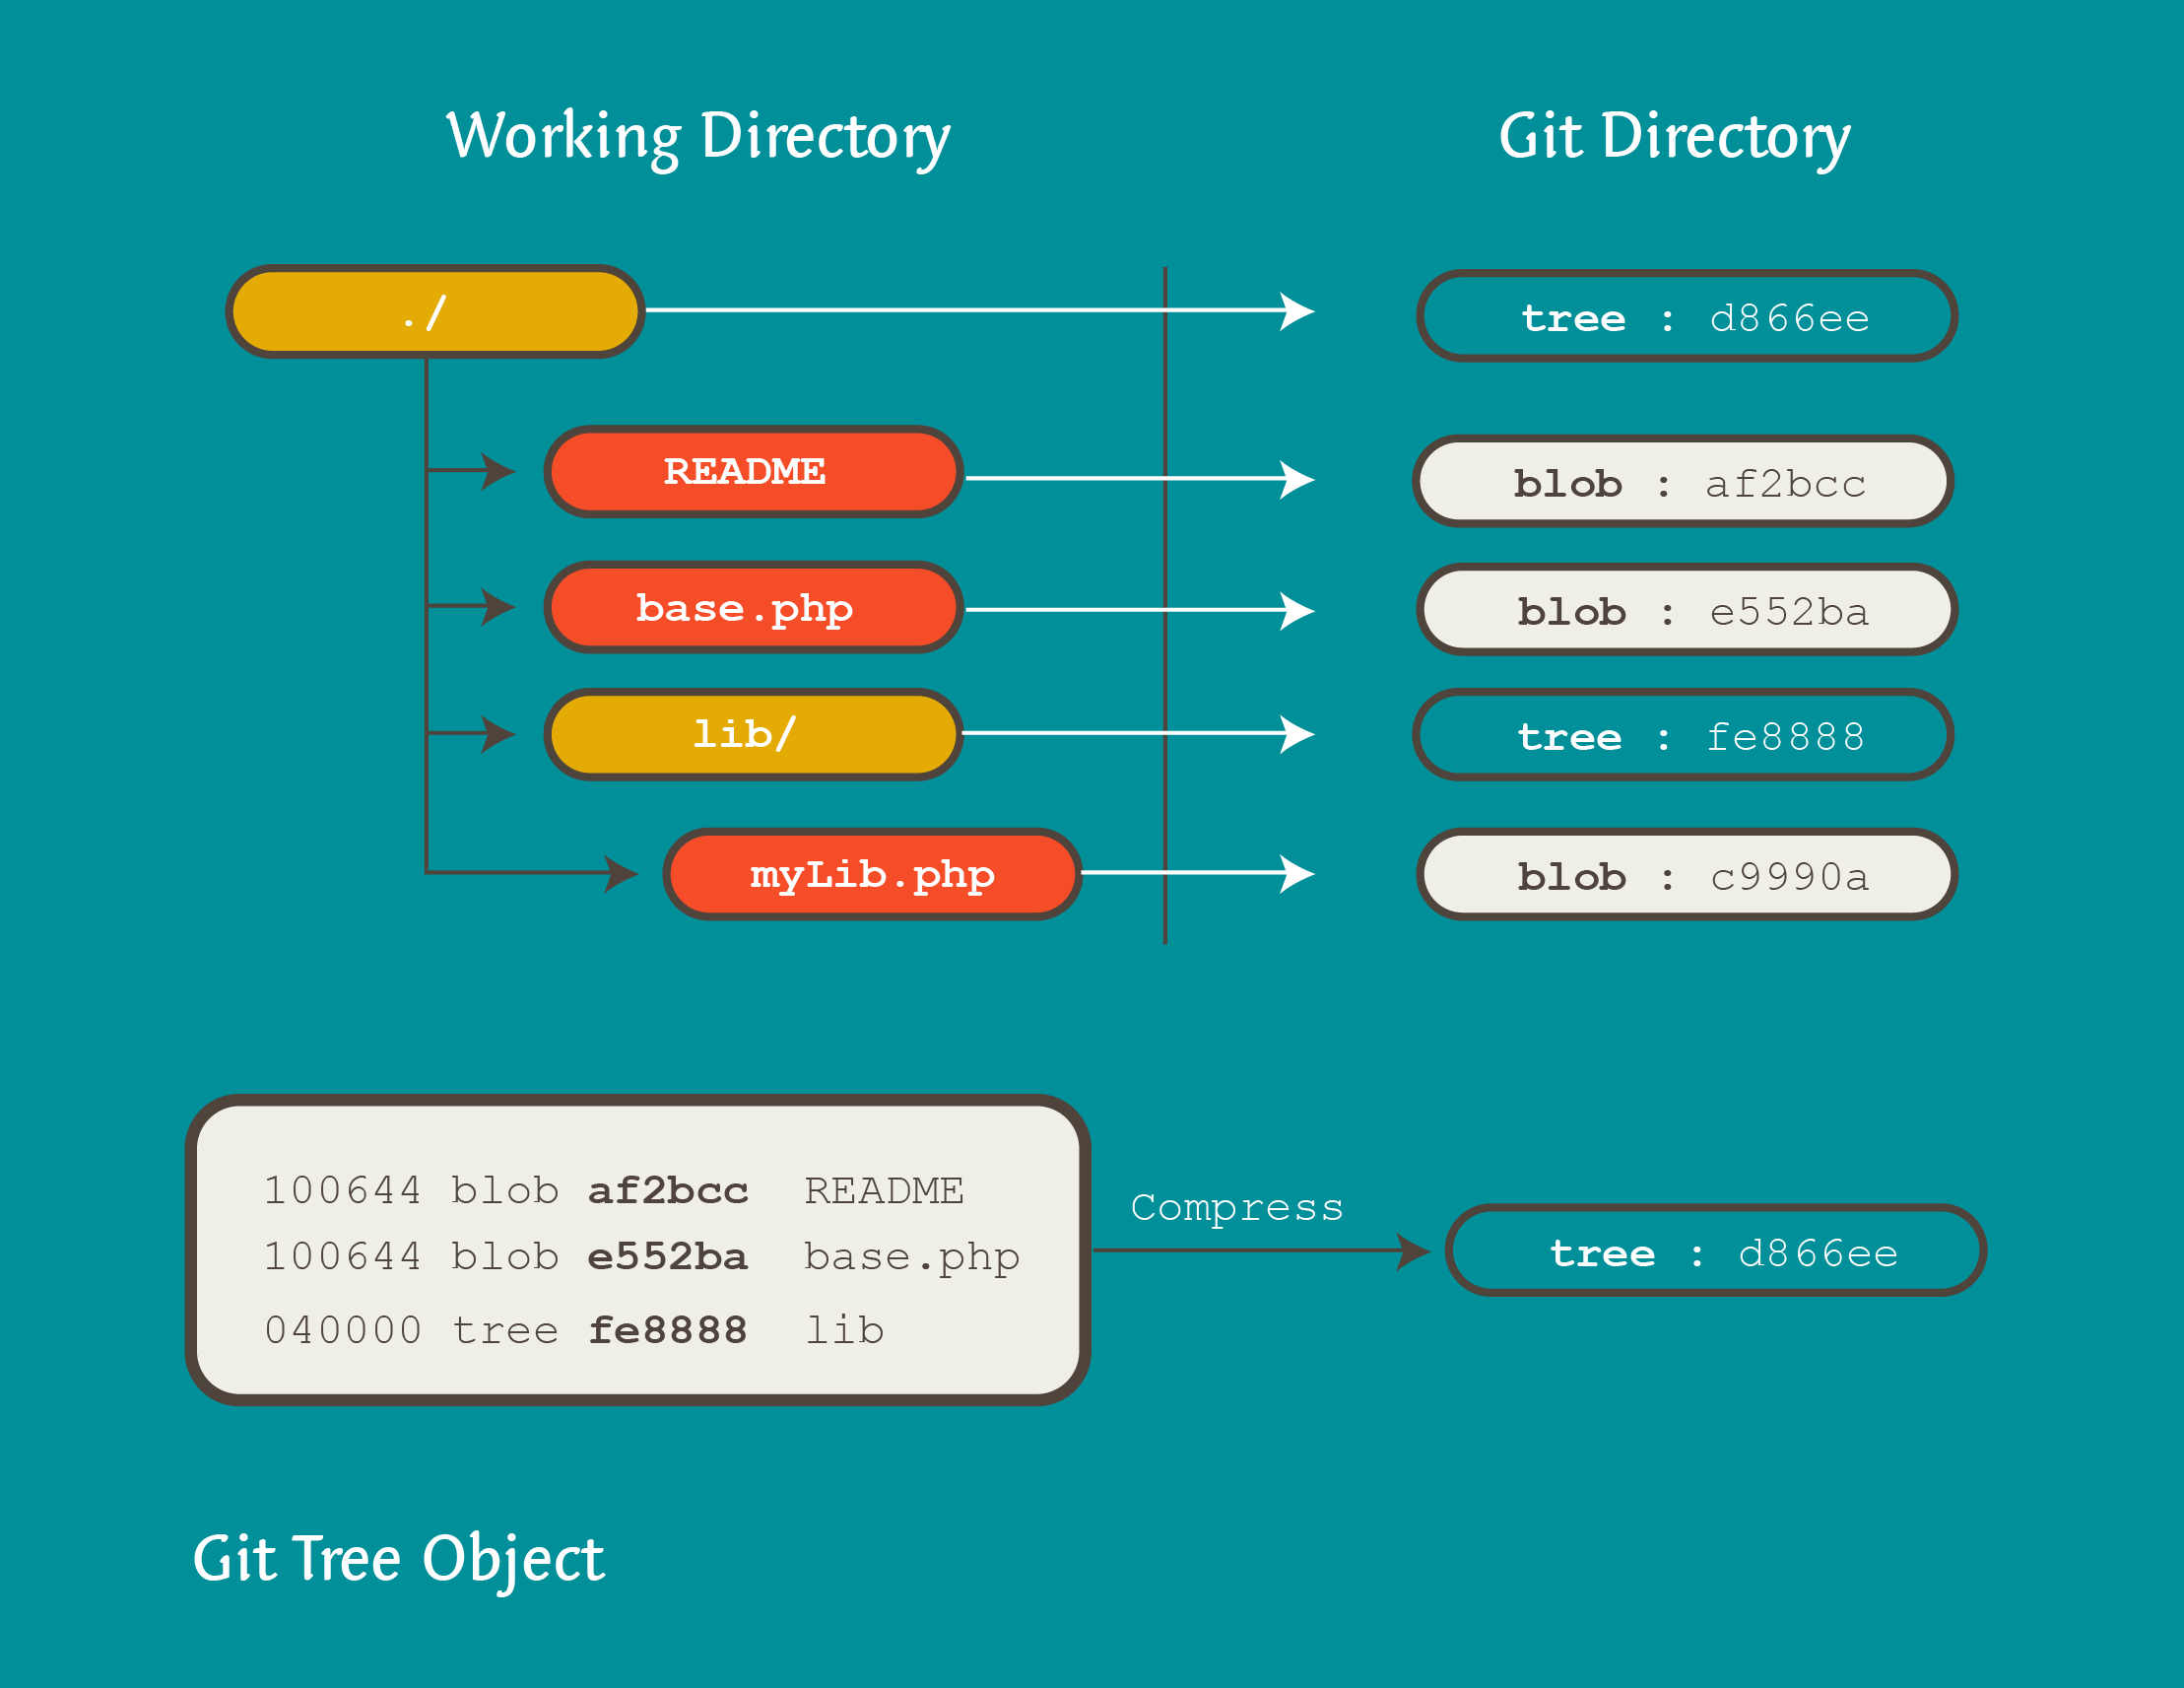 Working Directory
Git Directory
./
tree : d866ee
README
blob : af2bcc
base.php
blob : e552ba
lib/
tree : fe8888
myLib.php
blob : c9990a
100644 blob af2bcc README
100644 blob e552ba base.php
040000 tree fe8888 lib
Compress
tree : d866ee
Git Tree Object